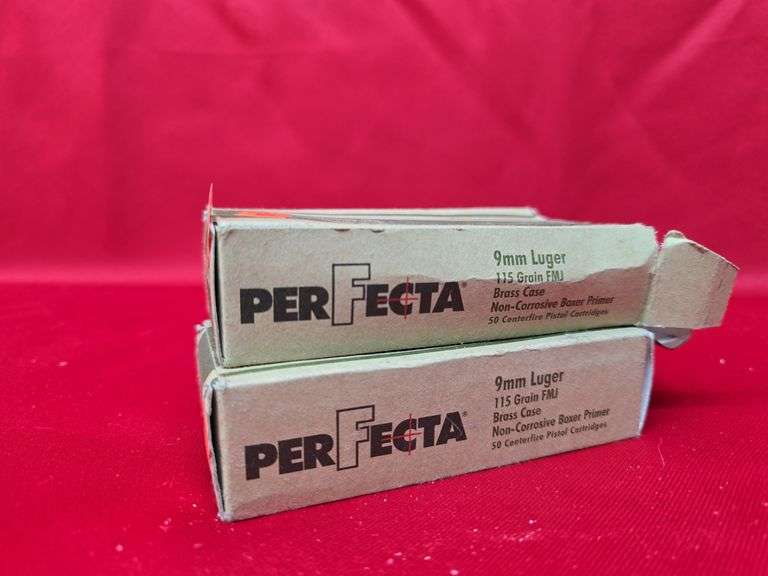 PERFECTA®
9mm Luger
115 Grain FMJ
Brass Case
Non-Corrosive Boxer Primer
50 Centerfire Pistol Cartridges
PERFECTA®
9mm Luger
115 Grain FMJ
Brass Case
Non-Corrosive Boxer Primer
50 Centerfire Pistol Cartridges